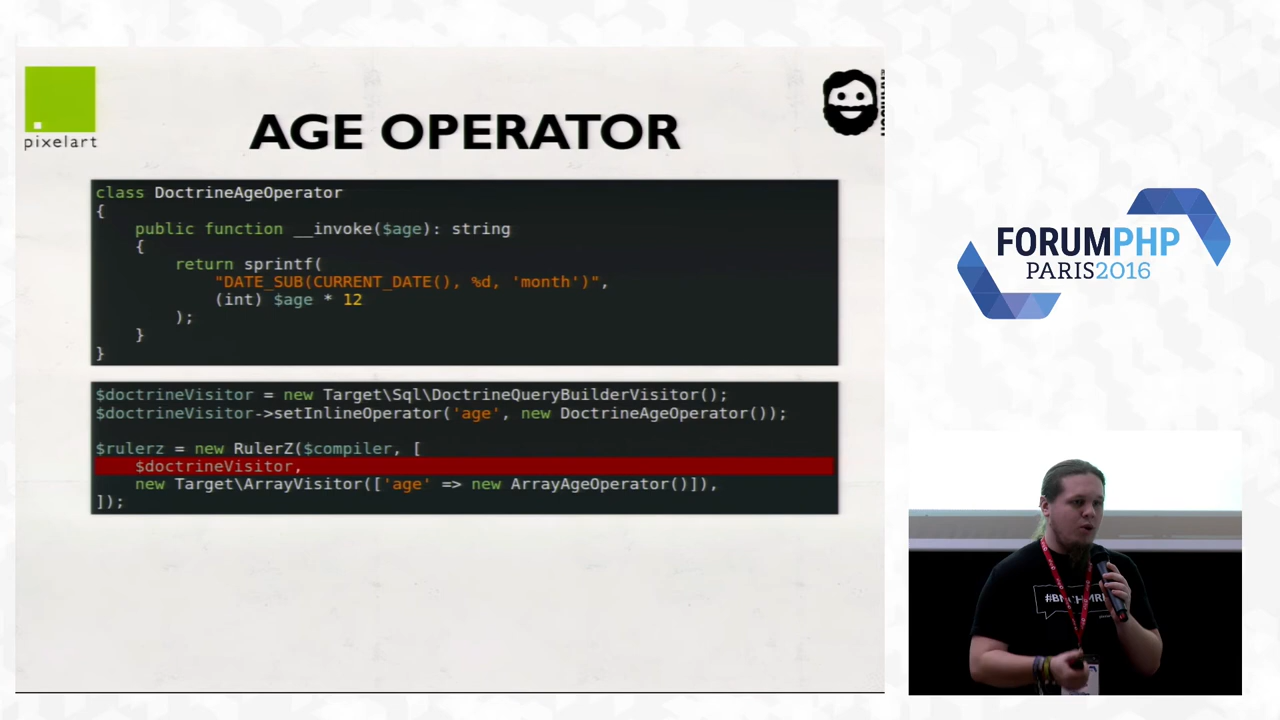 pixelart
AGE OPERATOR
class DoctrineAgeOperator
{
    public function __invoke($age): string
    {
        return sprintf(
            "DATE_SUB(CURRENT_DATE(), %d, 'month')",
            (int) $age * 12
        );
    }
}
$doctrineVisitor = new Target\Sql\DoctrineQueryBuilderVisitor();
$doctrineVisitor->setInlineOperator('age', new DoctrineAgeOperator());
$rulerz = new RulerZ($compiler, [
    $doctrineVisitor,
    new Target\ArrayVisitor(['age' => new ArrayAgeOperator()]),
]);
FORUMPHP
PARIS2016